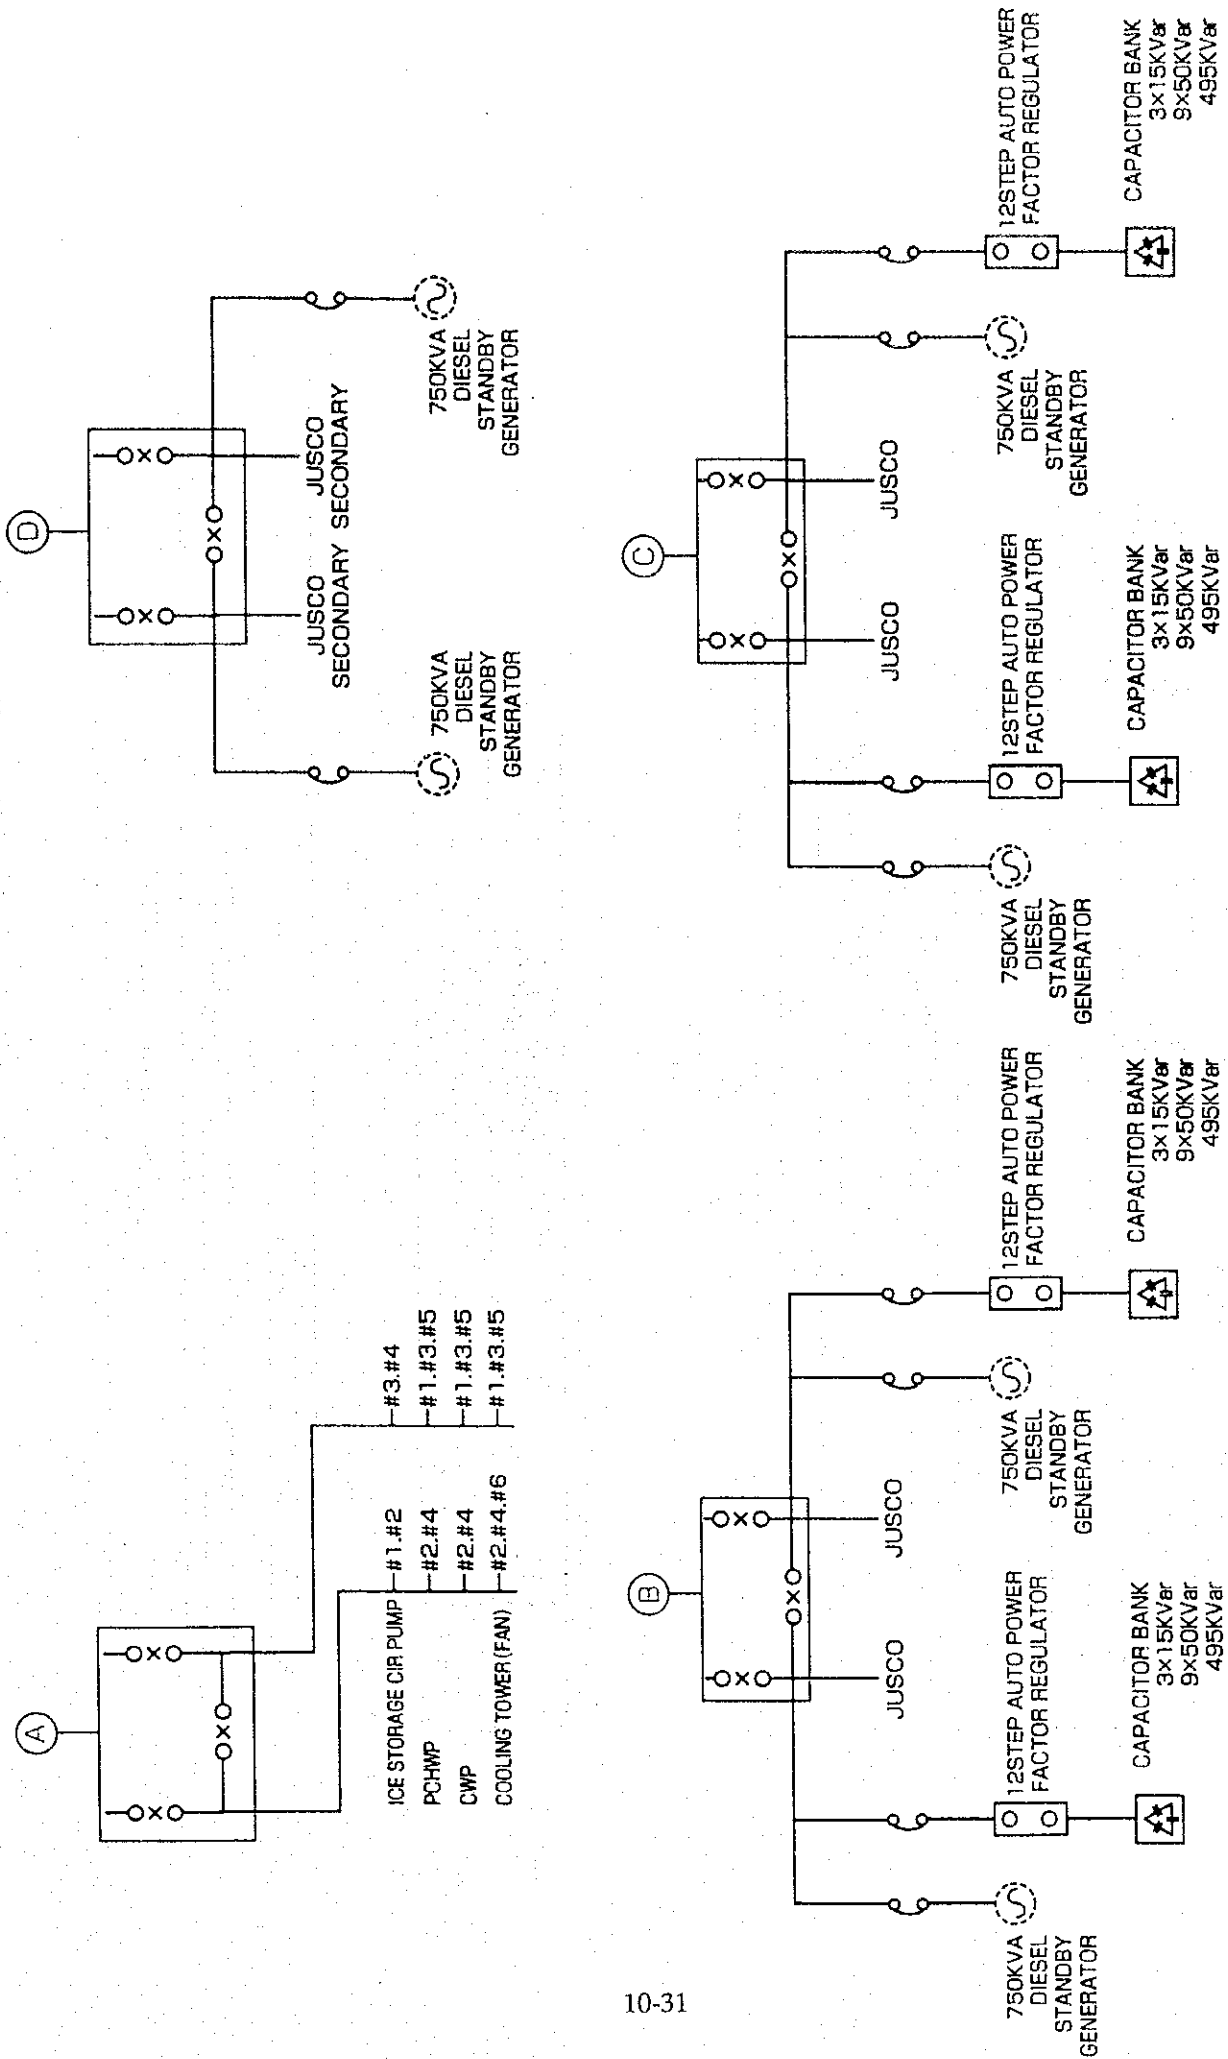 A
ICE STORAGE CIR PUMP
#1.#2
#3.#4
PCHWP
#2.#4
#1.#3.#5
CWP
#2.#4
#1.#3.#5
COOLING TOWER(FAN)
#2.#4.#6
#1.#3.#5
D
JUSCO
SECONDARY
JUSCO
SECONDARY
750KVA
DIESEL
STANDBY
GENERATOR
750KVA
DIESEL
STANDBY
GENERATOR
B
JUSCO
JUSCO
750KVA
DIESEL
STANDBY
GENERATOR
12STEP AUTO POWER
FACTOR REGULATOR
CAPACITOR BANK
3×15KVar
9×50KVar
495KVar
750KVA
DIESEL
STANDBY
GENERATOR
12STEP AUTO POWER
FACTOR REGULATOR
CAPACITOR BANK
3×15KVar
9×50KVar
495KVar
C
JUSCO
JUSCO
750KVA
DIESEL
STANDBY
GENERATOR
12STEP AUTO POWER
FACTOR REGULATOR
CAPACITOR BANK
3×15KVar
9×50KVar
495KVar
750KVA
DIESEL
STANDBY
GENERATOR
12STEP AUTO POWER
FACTOR REGULATOR
CAPACITOR BANK
3×15KVar
9×50KVar
495KVar
10-31